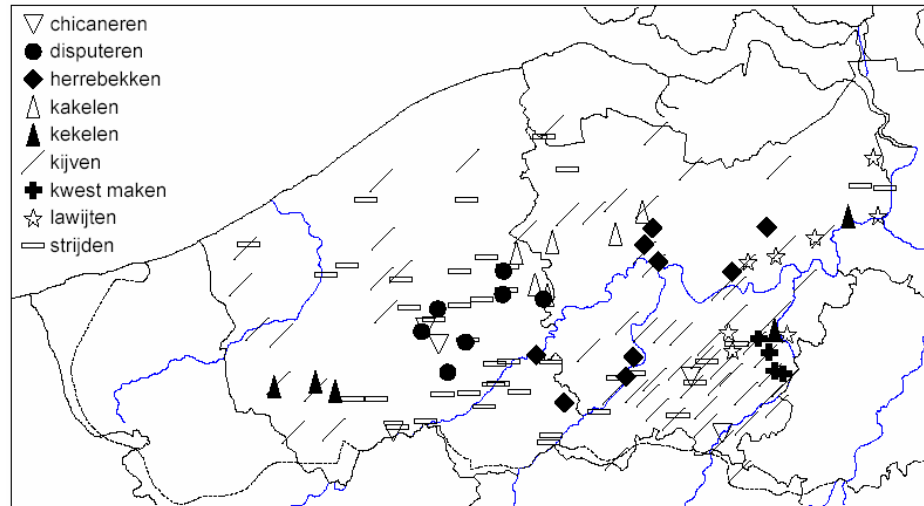 chicaneren
disputeren
herrebekken
kakelen
kekelen
kijven
kwest maken
lawijten
strijden